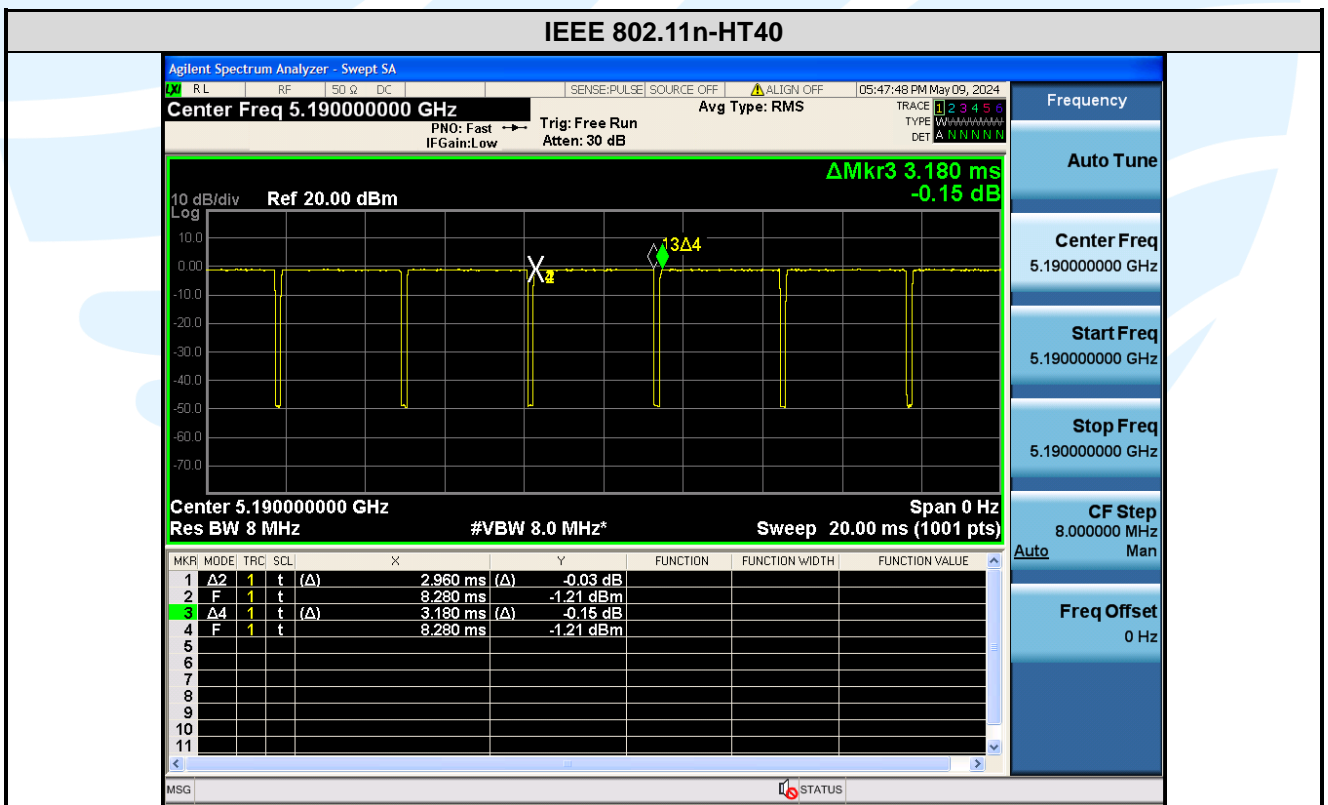 IEEE 802.11n-HT40
Agilent Spectrum Analyzer - Swept SA
LXI RL RF 50 Ω DC SENSE:PULSE SOURCE OFF ALIGN OFF 05:47:48 PM May 09, 2024
Center Freq 5.190000000 GHz
PNO: Fast
IFGain:Low
Trig: Free Run
Atten: 30 dB
Avg Type: RMS
TRACE 1 2 3 4 5 6
TYPE WWWWWW
DET A N N N N N
Frequency
ΔMkr3 3.180 ms
-0.15 dB
10 dB/div Ref 20.00 dBm
Log
10.0
0.00
-10.0
-20.0
-30.0
-40.0
-50.0
-60.0
-70.0
13Δ4
Center 5.190000000 GHz Span 0 Hz
Res BW 8 MHz #VBW 8.0 MHz* Sweep 20.00 ms (1001 pts)
MKR MODE TRC SCL X Y FUNCTION FUNCTION WIDTH FUNCTION VALUE
1 Δ2 1 t (Δ) 2.960 ms (Δ) -0.03 dB
2 F 1 t 8.280 ms -1.21 dBm
3 Δ4 1 t (Δ) 3.180 ms (Δ) -0.15 dB
4 F 1 t 8.280 ms -1.21 dBm
5
6
7
8
9
10
11
Auto Tune
Center Freq
5.190000000 GHz
Start Freq
5.190000000 GHz
Stop Freq
5.190000000 GHz
CF Step
8.000000 MHz
Auto Man
Freq Offset
0 Hz
MSG STATUS